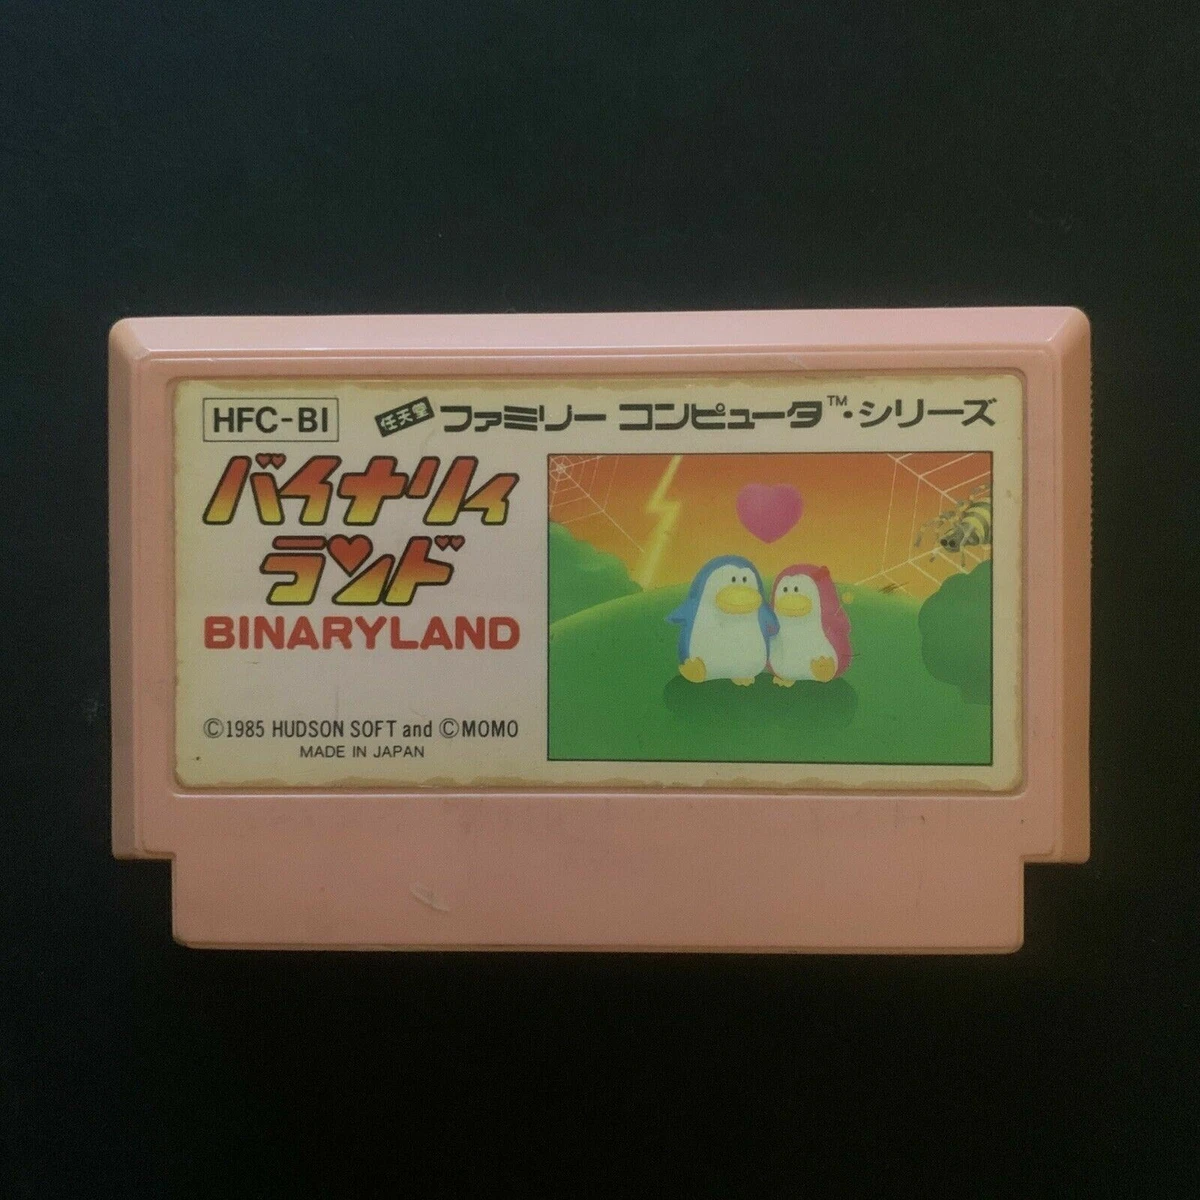 HFC-BI
任天堂 ファミリー コンピュータ™・シリーズ
バイナリィ
ランド
BINARYLAND
©1985 HUDSON SOFT and ©MOMO
MADE IN JAPAN